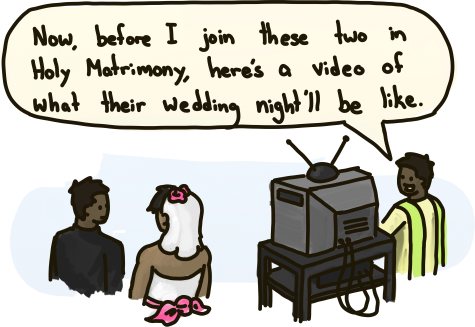 Now, before I join these two in
Holy Matrimony, here's a video of
what their wedding night'll be like.